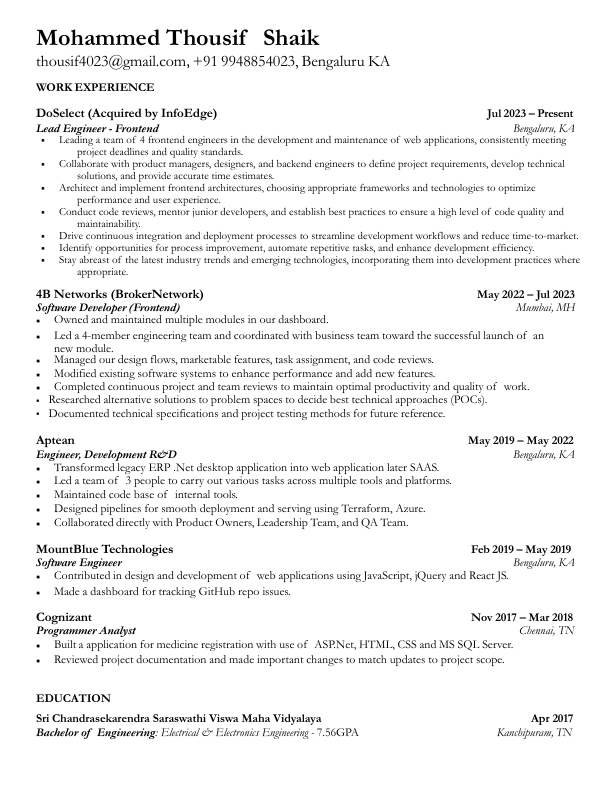 Mohammed Thousif Shaik
thousif4023@gmail.com, +91 9948854023, Bengaluru KA
WORK EXPERIENCE
DoSelect (Acquired by InfoEdge) Jul 2023 – Present
Lead Engineer - Frontend Bengaluru, KA
▪ Leading a team of 4 frontend engineers in the development and maintenance of web applications, consistently meeting
project deadlines and quality standards.
▪ Collaborate with product managers, designers, and backend engineers to define project requirements, develop technical
solutions, and provide accurate time estimates.
▪ Architect and implement frontend architectures, choosing appropriate frameworks and technologies to optimize
performance and user experience.
▪ Conduct code reviews, mentor junior developers, and establish best practices to ensure a high level of code quality and
maintainability.
▪ Drive continuous integration and deployment processes to streamline development workflows and reduce time-to-market.
▪ Identify opportunities for process improvement, automate repetitive tasks, and enhance development efficiency.
▪ Stay abreast of the latest industry trends and emerging technologies, incorporating them into development practices where
appropriate.
4B Networks (BrokerNetwork) May 2022 – Jul 2023
Software Developer (Frontend) Mumbai, MH
▪ Owned and maintained multiple modules in our dashboard.
▪ Led a 4-member engineering team and coordinated with business team toward the successful launch of an
new module.
▪ Managed our design flows, marketable features, task assignment, and code reviews.
▪ Modified existing software systems to enhance performance and add new features.
▪ Completed continuous project and team reviews to maintain optimal productivity and quality of work.
▪ Researched alternative solutions to problem spaces to decide best technical approaches (POCs).
▪ Documented technical specifications and project testing methods for future reference.
Aptean May 2019 – May 2022
Engineer, Development R&D Bengaluru, KA
▪ Transformed legacy ERP .Net desktop application into web application later SAAS.
▪ Led a team of 3 people to carry out various tasks across multiple tools and platforms.
▪ Maintained code base of internal tools.
▪ Designed pipelines for smooth deployment and serving using Terraform, Azure.
▪ Collaborated directly with Product Owners, Leadership Team, and QA Team.
MountBlue Technologies Feb 2019 – May 2019
Software Engineer Bengaluru, KA
▪ Contributed in design and development of web applications using JavaScript, jQuery and React JS.
▪ Made a dashboard for tracking GitHub repo issues.
Cognizant Nov 2017 – Mar 2018
Programmer Analyst Chennai, TN
▪ Built a application for medicine registration with use of ASP.Net, HTML, CSS and MS SQL Server.
▪ Reviewed project documentation and made important changes to match updates to project scope.
EDUCATION
Sri Chandrasekarendra Saraswathi Viswa Maha Vidyalaya Apr 2017
Bachelor of Engineering: Electrical & Electronics Engineering - 7.56GPA Kanchipuram, TN